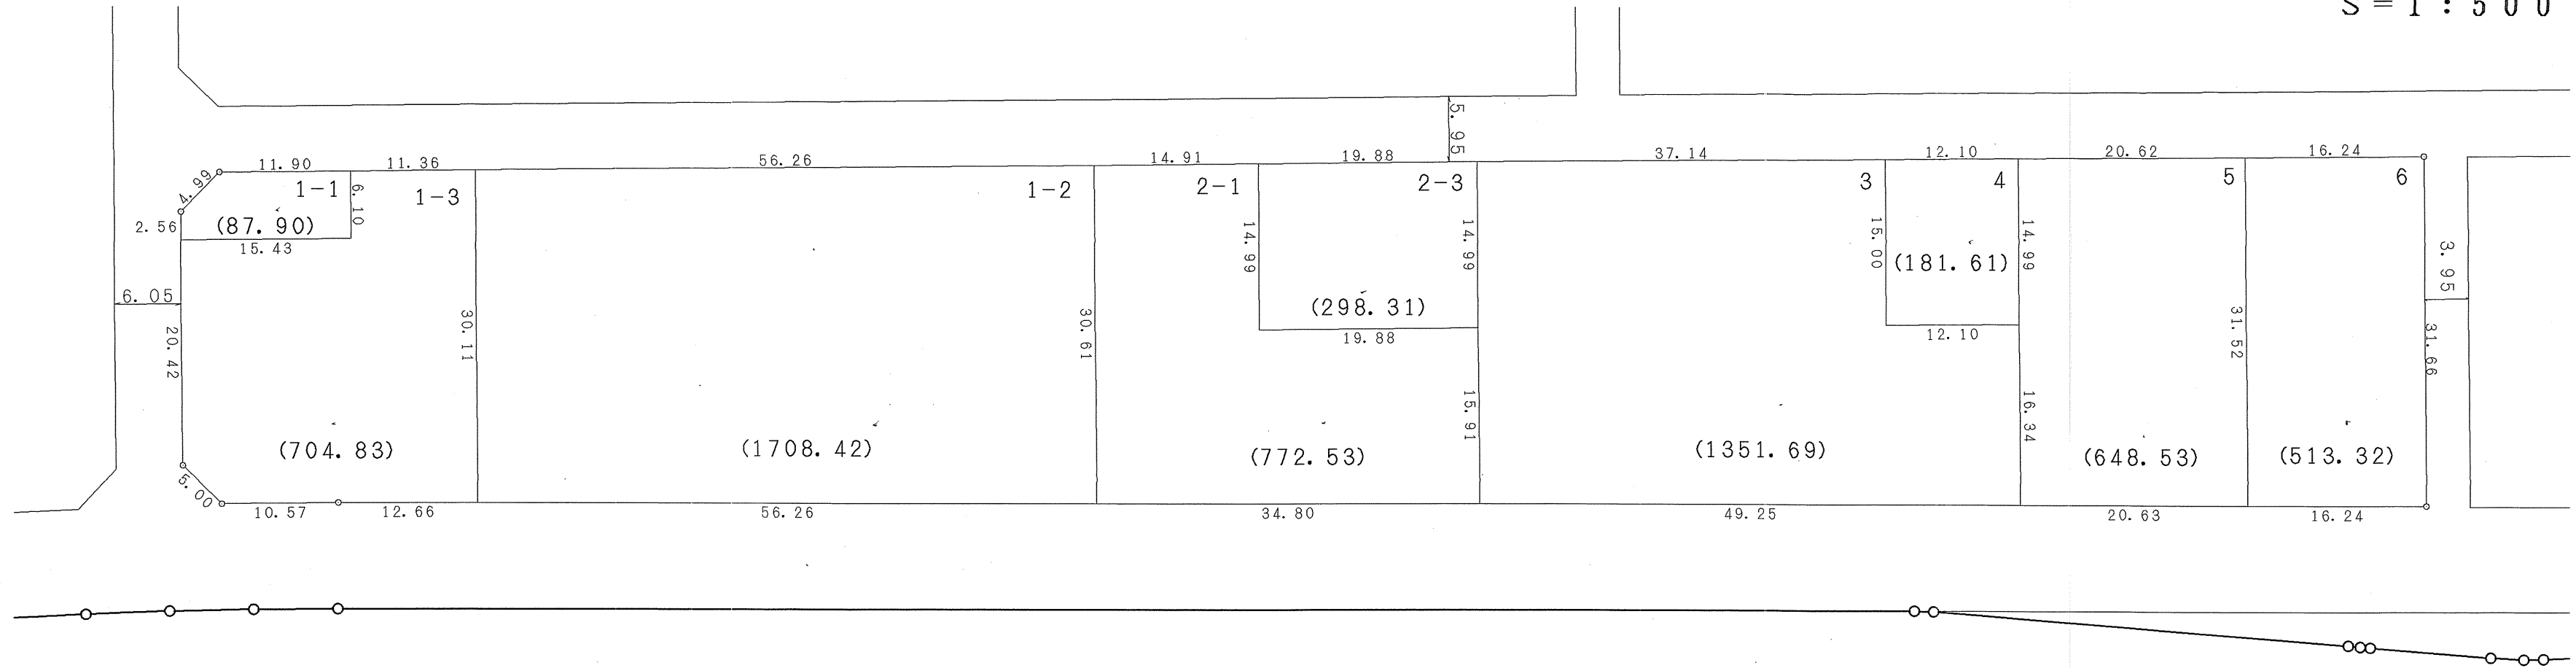 S=1:500
5.95
11.90 11.36 56.26 14.91 19.88 37.14 12.10 20.62 16.24
4.99
1-1 6.10 1-3 1-2 2-1 2-3 3 4 5 6
2.56 (87.90)
15.43
14.99 14.99 15.00 (181.61) 14.99 3.95
6.05
20.42 30.11 30.61 (298.31) 31.52 31.66
19.88 12.10
15.91 16.34
(704.83) (1708.42) (772.53) (1351.69) (648.53) (513.32)
5.00
10.57 12.66 56.26 34.80 49.25 20.63 16.24